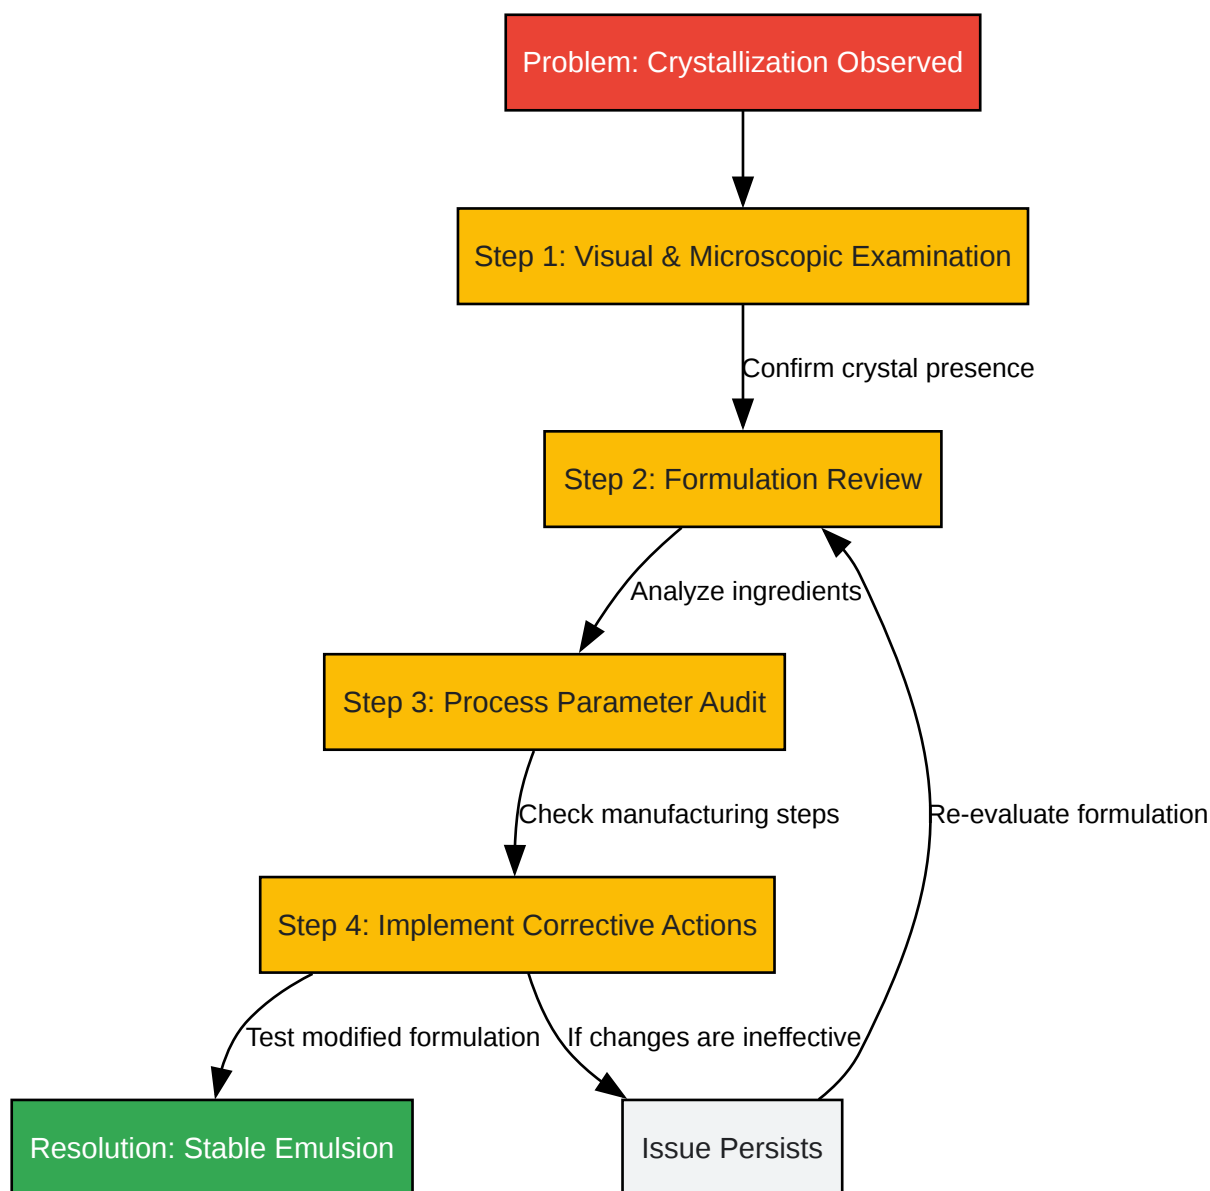 Problem: Crystallization Observed
Step 1: Visual & Microscopic Examination
Confirm crystal presence
Step 2: Formulation Review
Analyze ingredients
Step 3: Process Parameter Audit
Check manufacturing steps
Re-evaluate formulation
Step 4: Implement Corrective Actions
Test modified formulation
If changes are ineffective
Resolution: Stable Emulsion
Issue Persists